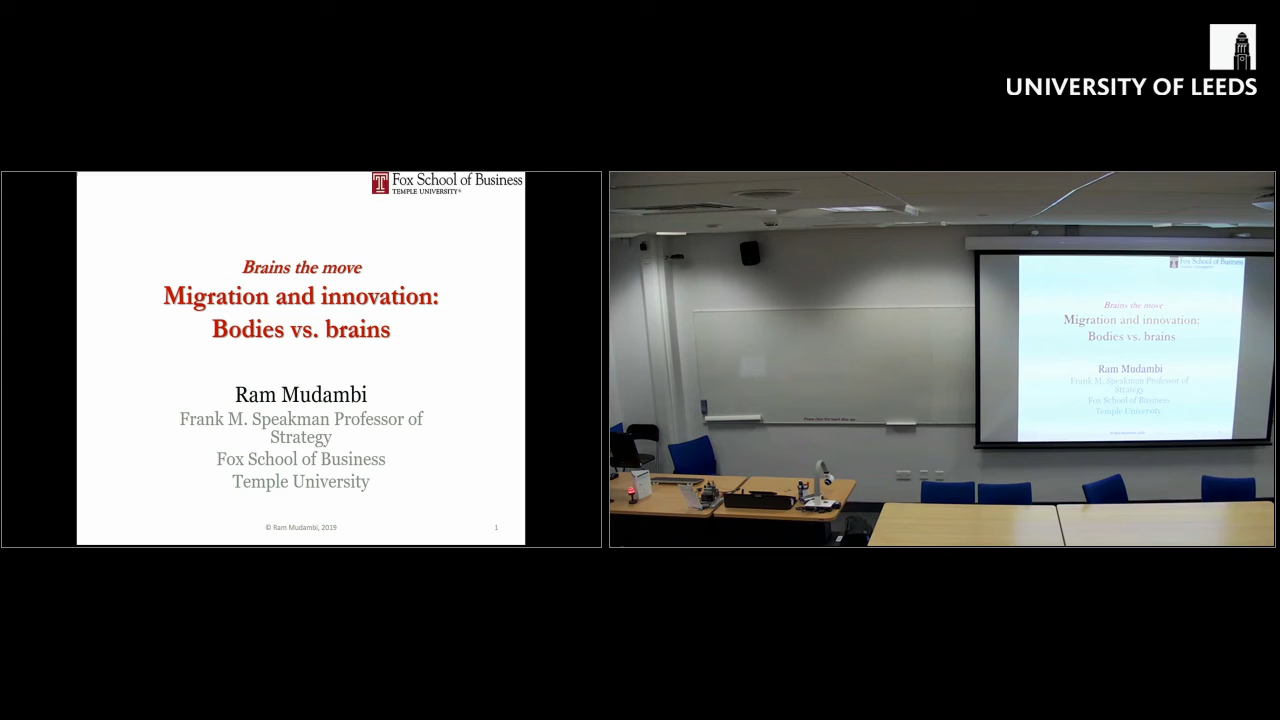 UNIVERSITY OF LEEDS
Fox School of Business
TEMPLE UNIVERSITY®
Brains the move
Migration and innovation:
Bodies vs. brains
Ram Mudambi
Frank M. Speakman Professor of
Strategy
Fox School of Business
Temple University
© Ram Mudambi, 2019
1
Fox School of Business
Brains the move
Migration and innovation:
Bodies vs. brains
Ram Mudambi
Frank M. Speakman Professor of
Strategy
Fox School of Business
Temple University